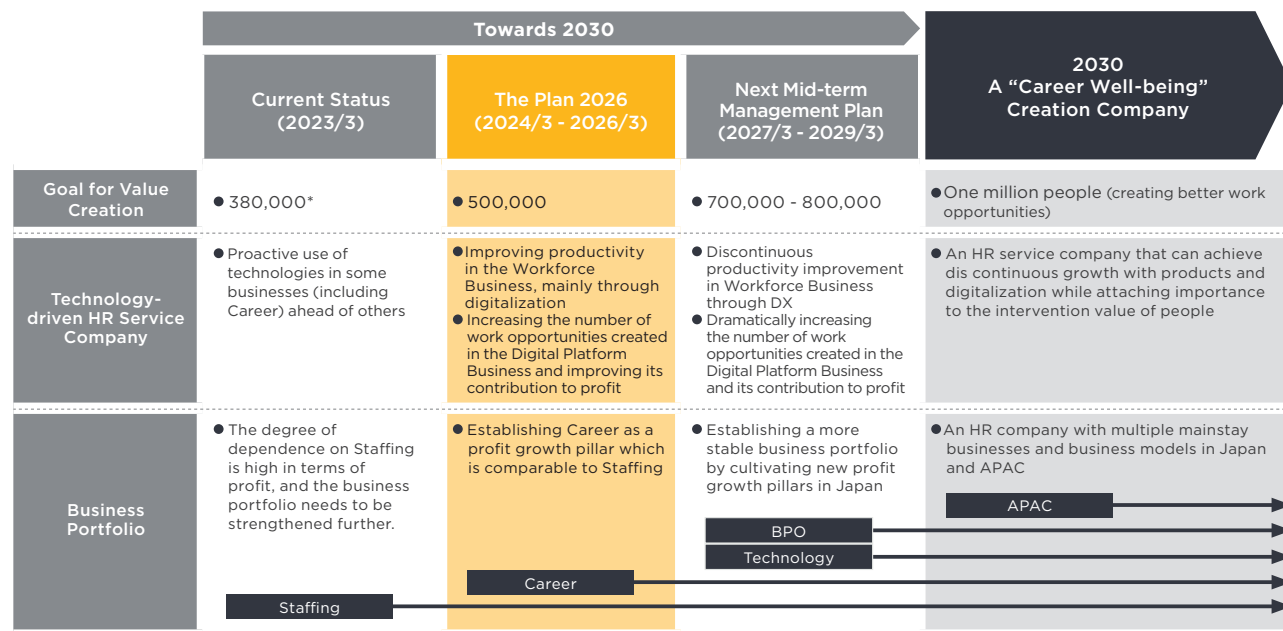 Towards 2030
Current Status
(2023/3)
The Plan 2026
(2024/3 - 2026/3)
Next Mid-term
Management Plan
(2027/3 - 2029/3)
2030
A “Career Well-being”
Creation Company
Goal for Value
Creation
● 380,000*
● 500,000
● 700,000 - 800,000
● One million people (creating better work
opportunities)
Technology-
driven HR Service
Company
● Proactive use of
technologies in some
businesses (including
Career) ahead of others
● Improving productivity
in the Workforce
Business, mainly through
digitalization
● Increasing the number of
work opportunities created
in the Digital Platform
Business and improving its
contribution to profit
● Discontinuous
productivity improvement
in Workforce Business
through DX
● Dramatically increasing
the number of work
opportunities created in the
Digital Platform Business
and its contribution to profit
● An HR service company that can achieve
dis continuous growth with products and
digitalization while attaching importance
to the intervention value of people
Business
Portfolio
● The degree of
dependence on Staffing
is high in terms of
profit, and the business
portfolio needs to be
strengthened further.
● Establishing Career as a
profit growth pillar which
is comparable to Staffing
● Establishing a more
stable business portfolio
by cultivating new profit
growth pillars in Japan
● An HR company with multiple mainstay
businesses and business models in Japan
and APAC
APAC
BPO
Technology
Career
Staffing